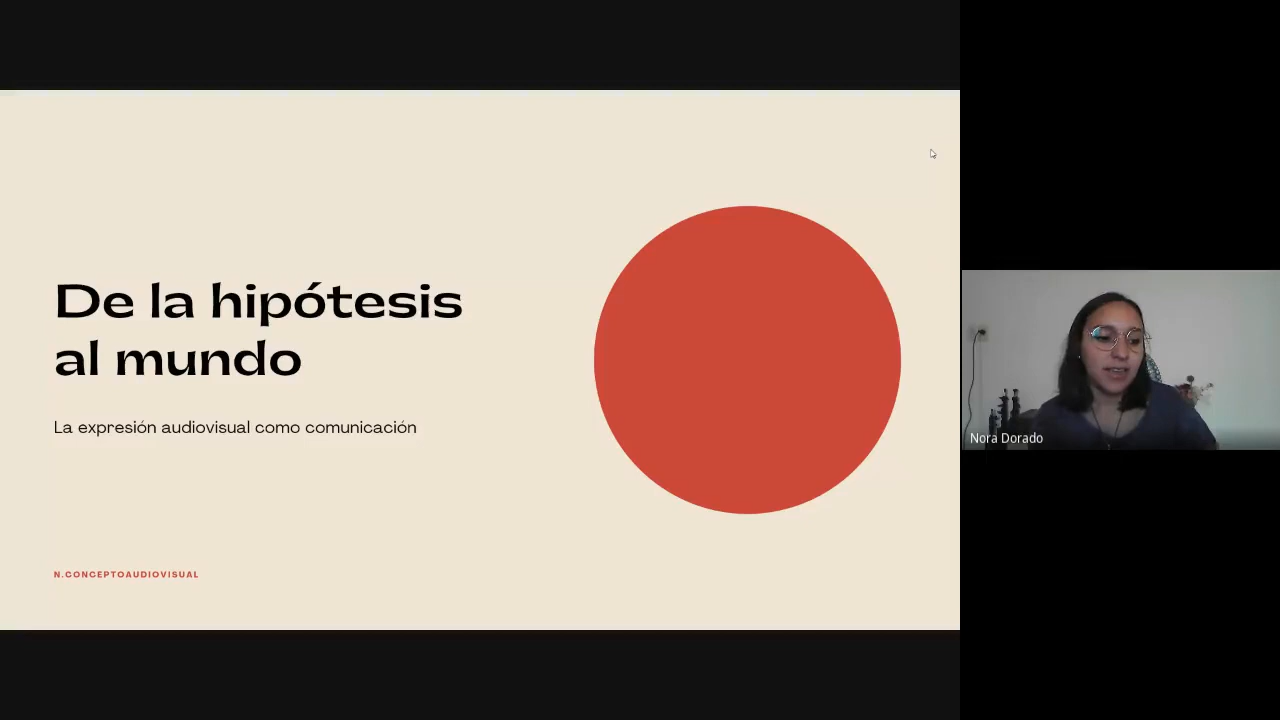 De la hipótesis
al mundo
La expresión audiovisual como comunicación
N.CONCEPTOAUDIOVISUAL
Nora Dorado